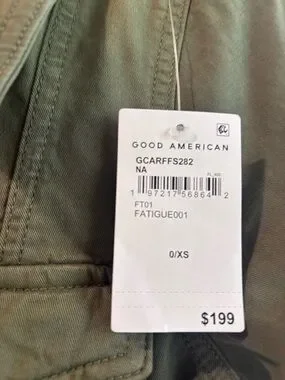 GOOD AMERICAN
GCARFFS282
NA
1 97217 56864 2
FT01
FATIGUE001
0/XS
$199